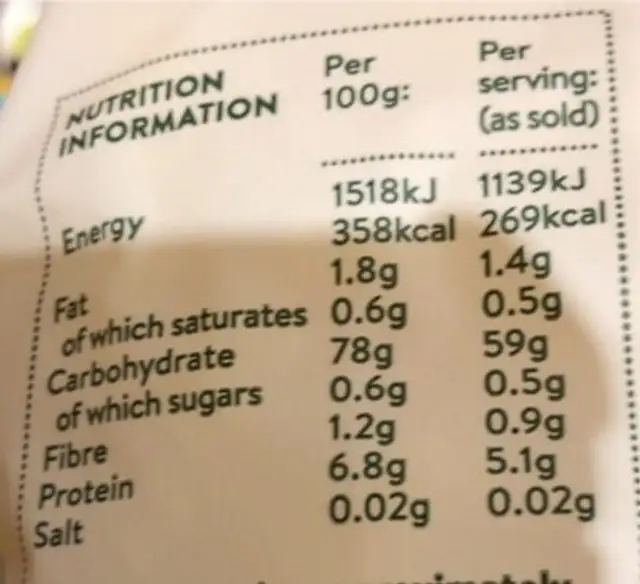 NUTRITION INFORMATION Per 100g: Per serving: (as sold)
Energy 1518kJ 1139kJ
358kcal 269kcal
Fat 1.8g 1.4g
of which saturates 0.6g 0.5g
Carbohydrate 78g 59g
of which sugars 0.6g 0.5g
Fibre 1.2g 0.9g
Protein 6.8g 5.1g
Salt 0.02g 0.02g